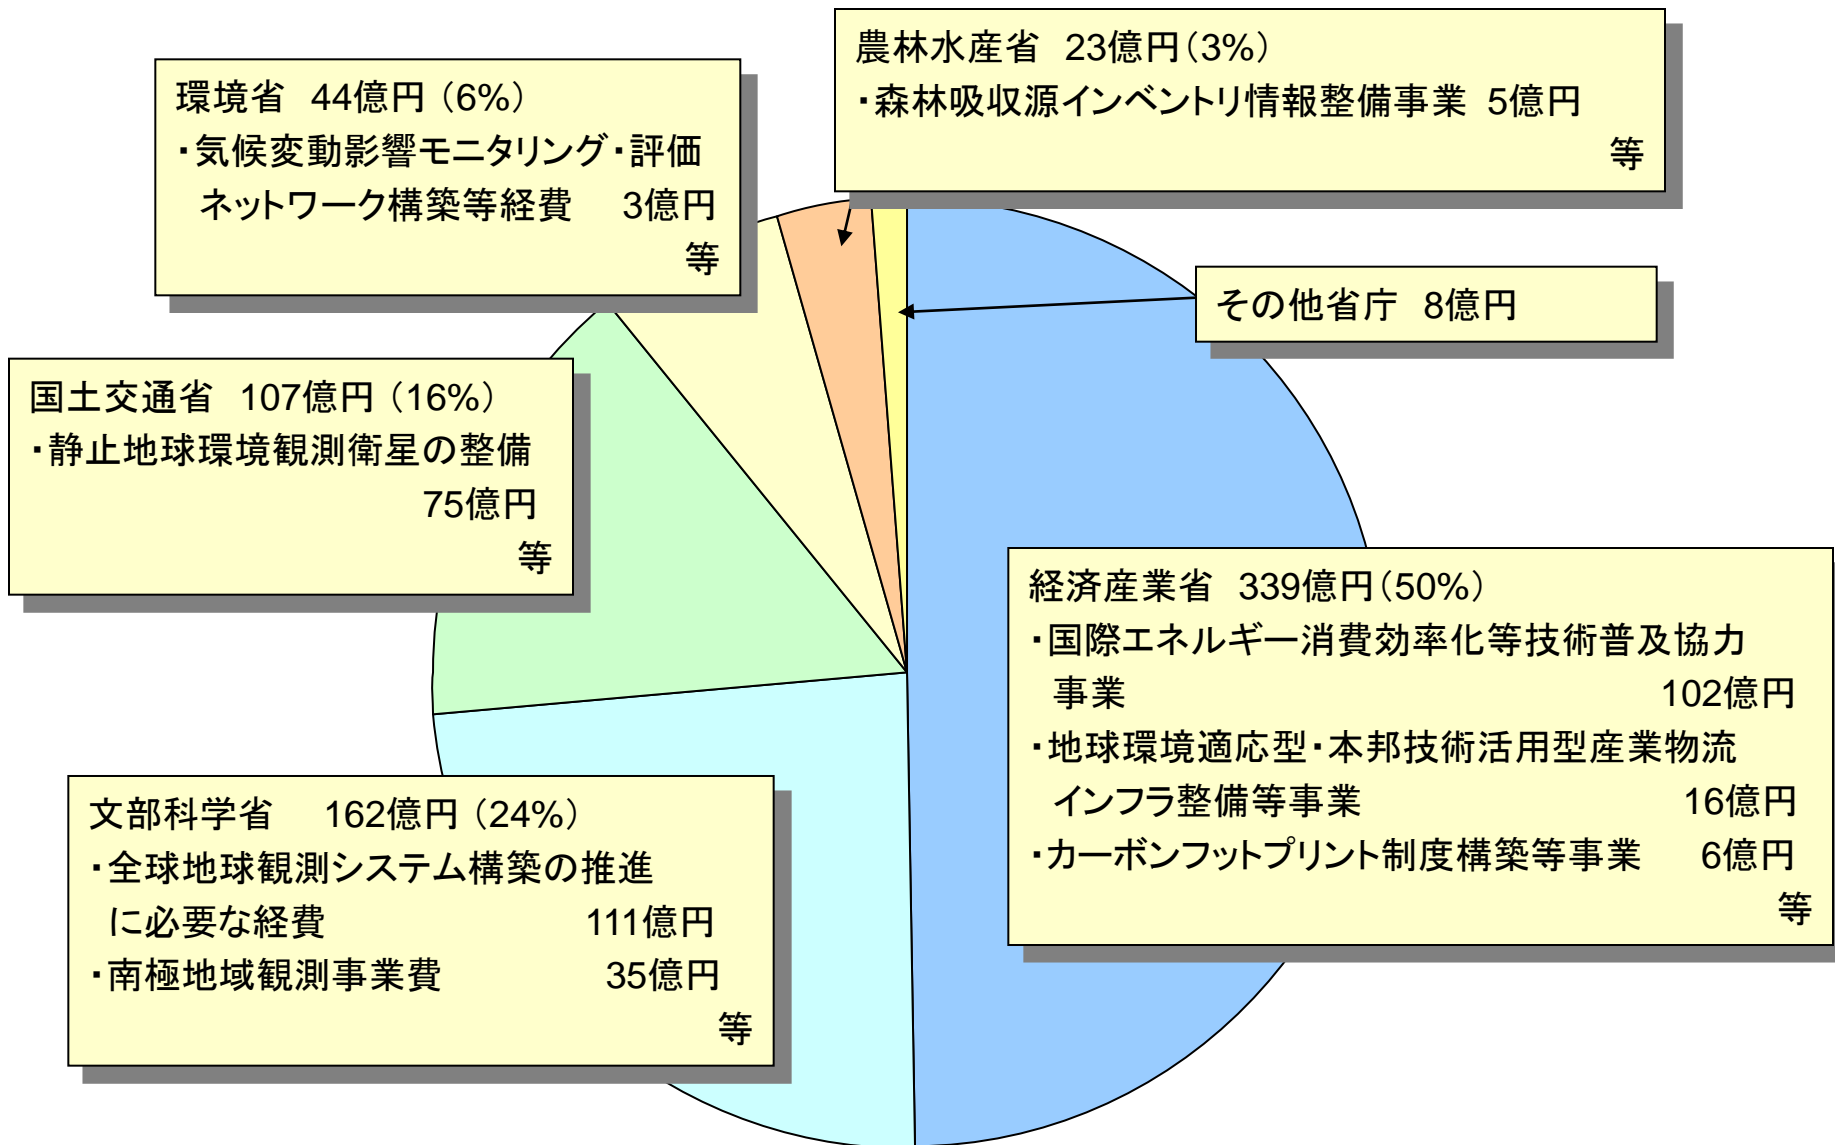 農林水産省 23億円(3%)
・森林吸収源インベントリ情報整備事業 5億円
等
環境省 44億円(6%)
・気候変動影響モニタリング・評価
ネットワーク構築等経費 3億円
等
その他省庁 8億円
国土交通省 107億円(16%)
・静止地球環境観測衛星の整備
75億円
等
経済産業省 339億円(50%)
・国際エネルギー消費効率化等技術普及協力
事業 102億円
・地球環境適応型・本邦技術活用型産業物流
インフラ整備等事業 16億円
・カーボンフットプリント制度構築等事業 6億円
等
文部科学省 162億円(24%)
・全球地球観測システム構築の推進
に必要な経費 111億円
・南極地域観測事業費 35億円
等